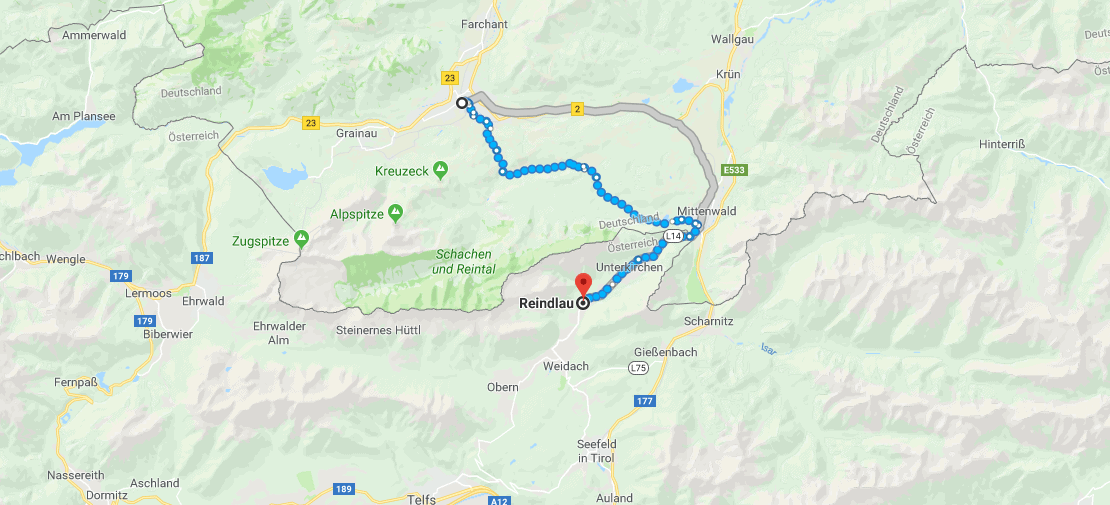 Farchant
Ammerwald
Wallgau
Deuts
23
Krün
Österr
Deutschland
2
Am Plansee
23
Deutschland
Österreich
Grainau
Österreich
Hinterriß
Kreuzeck
E533
Alpspitze
Mittenwald
Deutschland
L14
Zugspitze
Österreich
Schachen
und Reintal
187
chlbach
Wengle
Unterkirchen
179
Lermoos
Ehrwald
Reindlau
179
Biberwier
Ehrwalder
Alm
Steinernes Hüttl
Scharnitz
Isar
Gießenbach
Weidach
L75
Fernpaß
Obern
177
Seefeld
in Tirol
Nassereith
Aschland
Dormitz
189
Telfs
A12
Auland